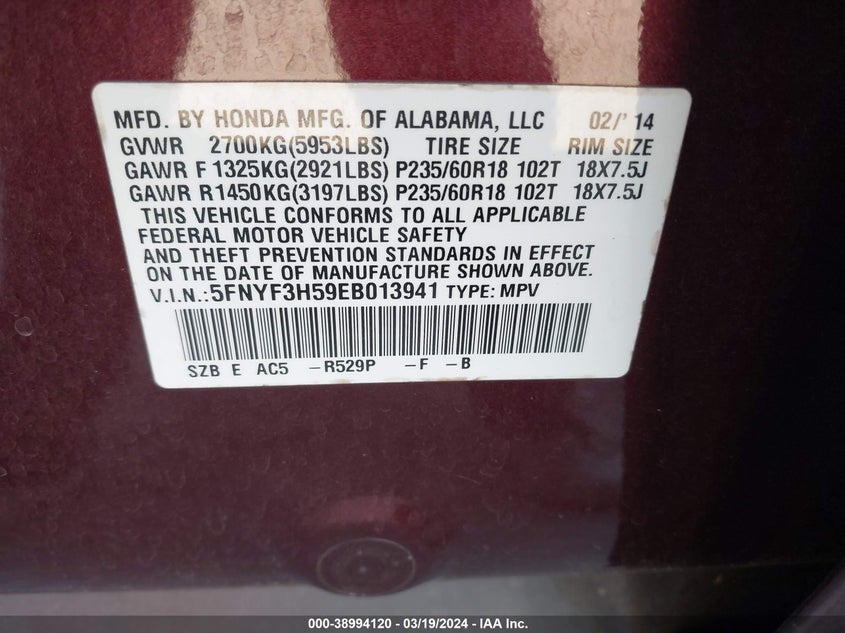 MFD. BY HONDA MFG. OF ALABAMA, LLC 02/' 14
GVWR 2700KG(5953LBS) TIRE SIZE RIM SIZE
GAWR F 1325KG(2921LBS) P235/60R18 102T 18X7.5J
GAWR R 1450KG(3197LBS) P235/60R18 102T 18X7.5J
THIS VEHICLE CONFORMS TO ALL APPLICABLE
FEDERAL MOTOR VEHICLE SAFETY
AND THEFT PREVENTION STANDARDS IN EFFECT
ON THE DATE OF MANUFACTURE SHOWN ABOVE.
V.I.N.:5FNYF3H59EB013941 TYPE: MPV
SZB E AC5 -R529P -F -B
000-38994120 - 03/19/2024 - IAA Inc.